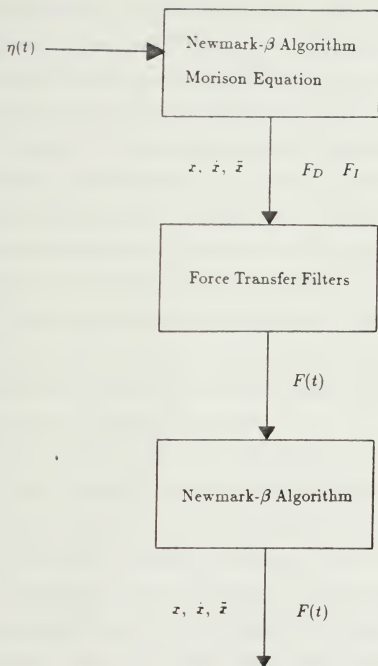 η(t)
Newmark-β Algorithm
Morison Equation
x, ẋ, ẍ F_D F_I
Force Transfer Filters
F(t)
Newmark-β Algorithm
x, ẋ, ẍ F(t)